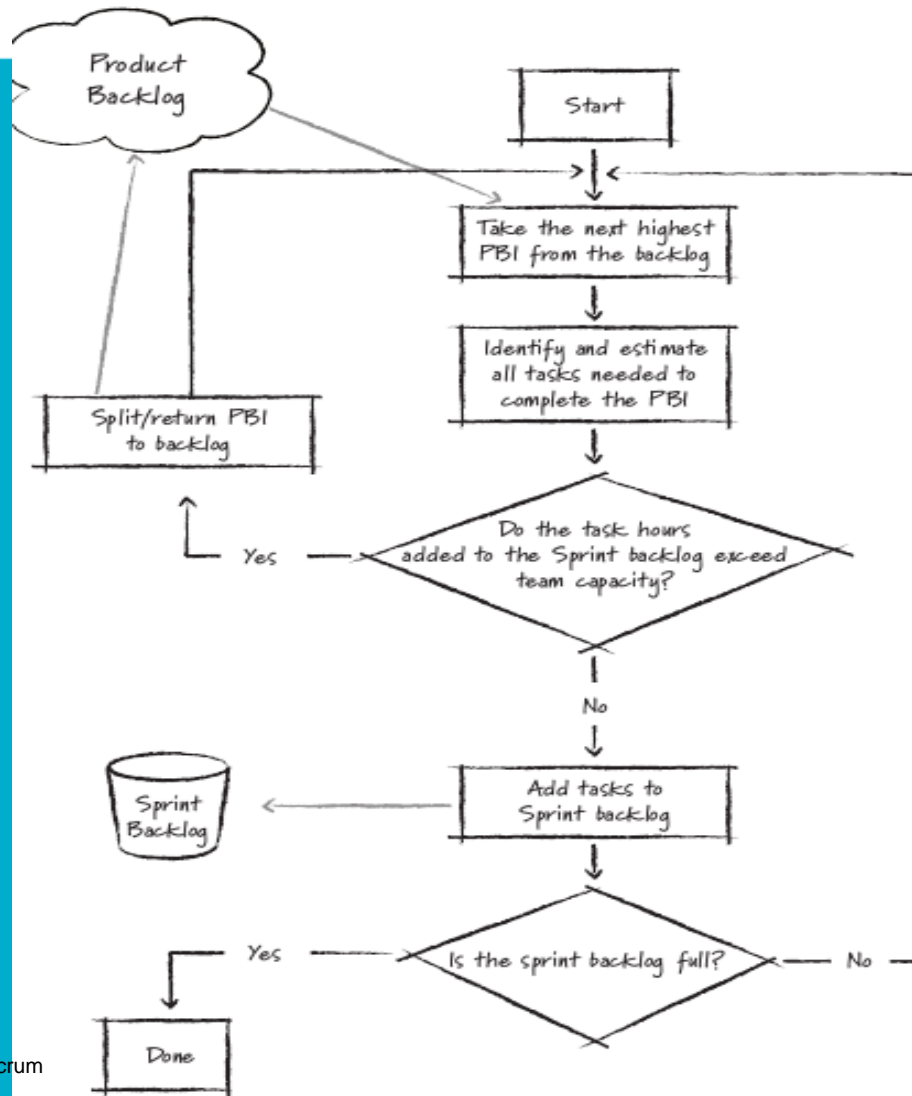 Product
Backlog
Start
Take the next highest
PBI from the backlog
Identify and estimate
all tasks needed to
complete the PBI
Split/return PBI
to backlog
Do the task hours
added to the Sprint backlog exceed
team capacity?
Yes
No
Add tasks to
Sprint backlog
Sprint
Backlog
Is the sprint backlog full?
Yes
No
Done
crum